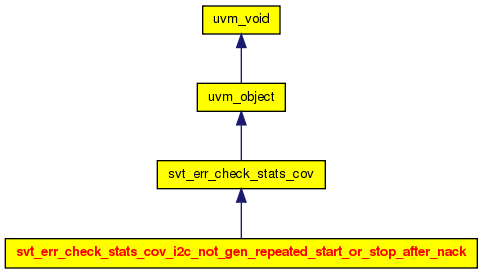 uvm_void
uvm_object
svt_err_check_stats_cov
svt_err_check_stats_cov_i2c_not_gen_repeated_start_or_stop_after_nack